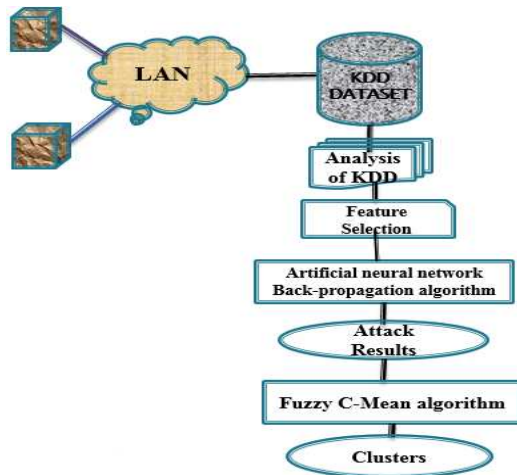 LAN
KDD
DATASET
Analysis
of KDD
Feature
Selection
Artificial neural network
Back-propagation algorithm
Attack
Results
Fuzzy C-Mean algorithm
Clusters